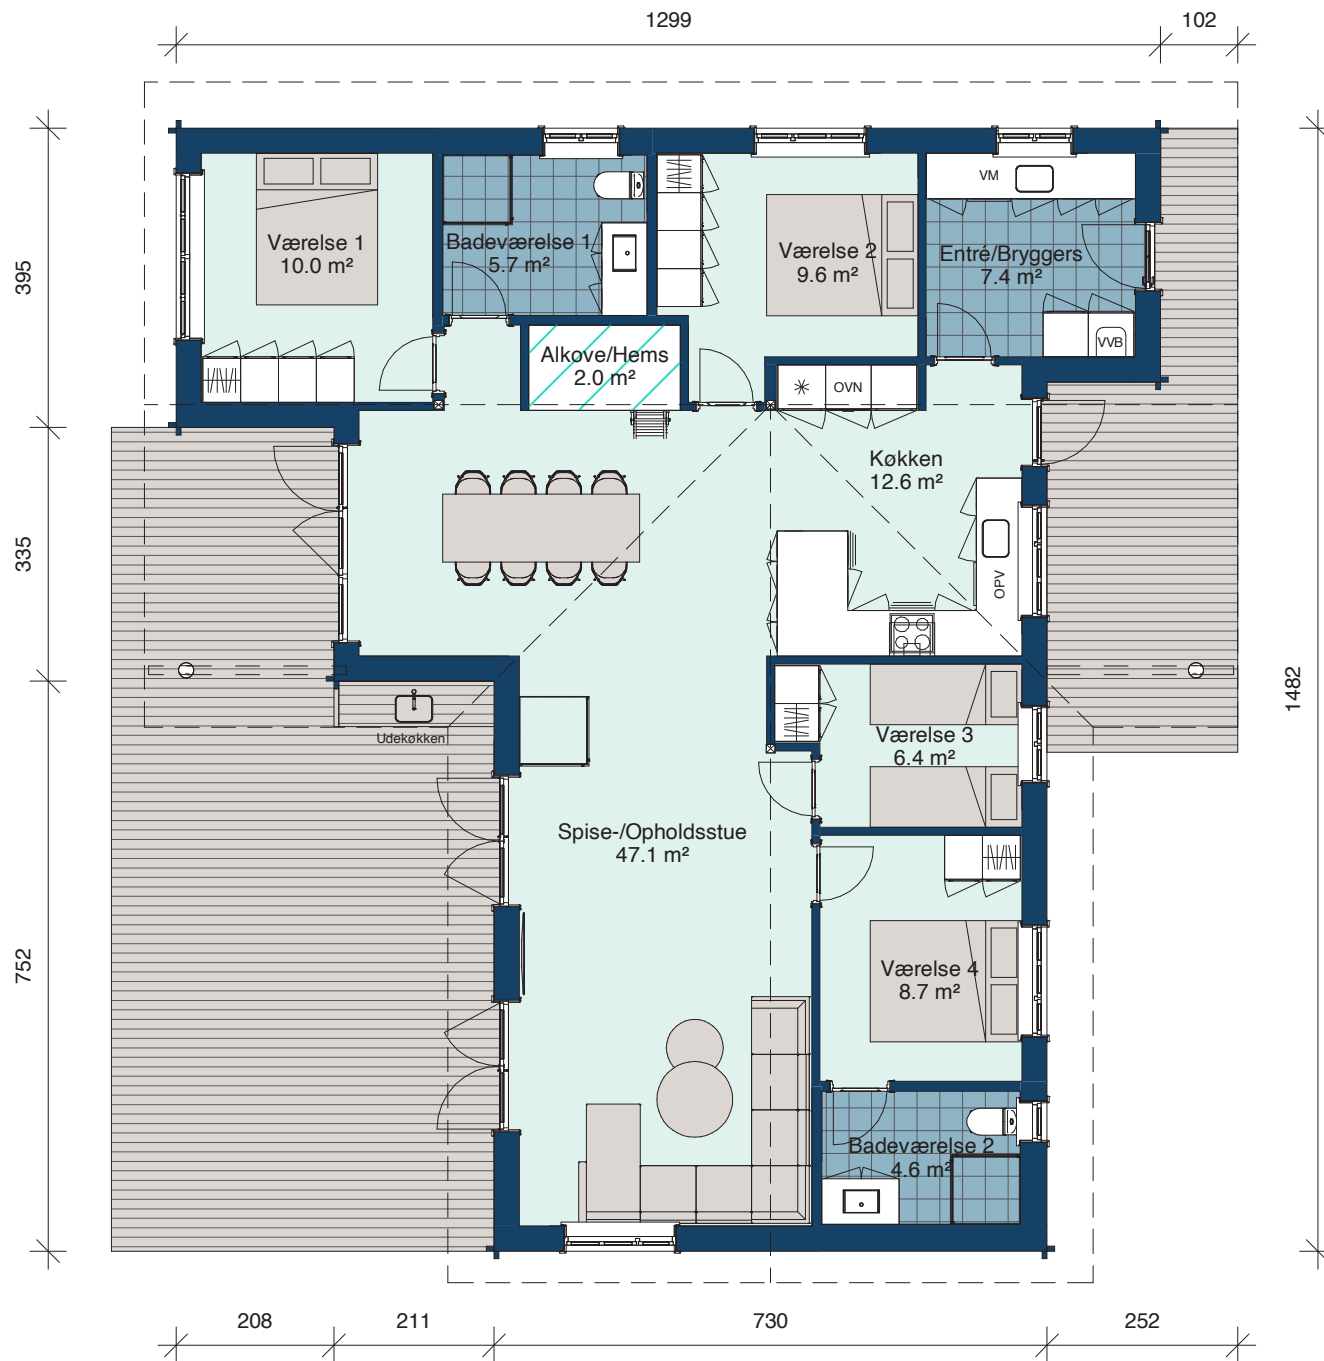 1299
102
395
335
752
1482
VM
Værelse 1
10.0 m²
Badeværelse 1
5.7 m²
Værelse 2
9.6 m²
Entré/Bryggers
7.4 m²
VVB
Alkove/Hems
2.0 m²
OVN
Køkken
12.6 m²
OPV
Udekøkken
Værelse 3
6.4 m²
Spise-/Opholdsstue
47.1 m²
Værelse 4
8.7 m²
Badeværelse 2
4.6 m²
208
211
730
252